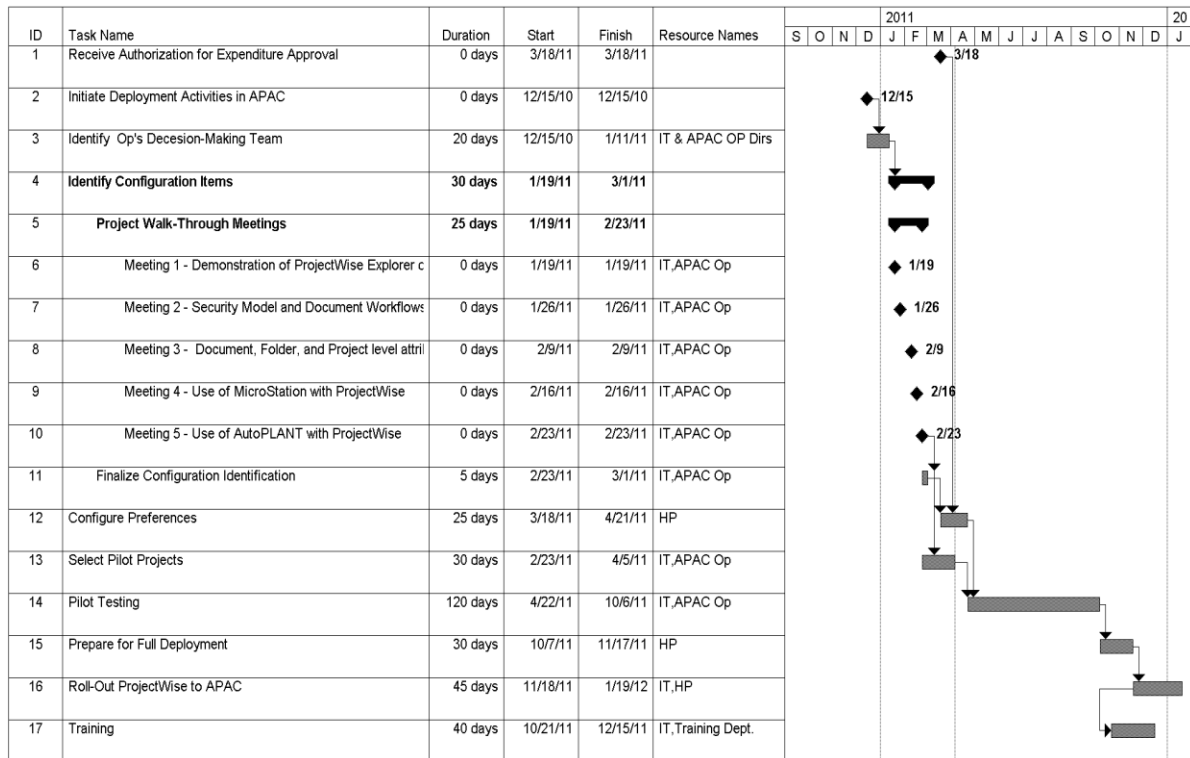 2011 20
ID Task Name Duration Start Finish Resource Names S O N D J F M A M J J A S O N D J
1 Receive Authorization for Expenditure Approval 0 days 3/18/11 3/18/11 3/18
2 Initiate Deployment Activities in APAC 0 days 12/15/10 12/15/10 12/15
3 Identify Op's Decesion-Making Team 20 days 12/15/10 1/11/11 IT & APAC OP Dirs
4 Identify Configuration Items 30 days 1/19/11 3/1/11
5 Project Walk-Through Meetings 25 days 1/19/11 2/23/11
6 Meeting 1 - Demonstration of ProjectWise Explorer c 0 days 1/19/11 1/19/11 IT,APAC Op 1/19
7 Meeting 2 - Security Model and Document Workflows 0 days 1/26/11 1/26/11 IT,APAC Op 1/26
8 Meeting 3 - Document, Folder, and Project level attri 0 days 2/9/11 2/9/11 IT,APAC Op 2/9
9 Meeting 4 - Use of MicroStation with ProjectWise 0 days 2/16/11 2/16/11 IT,APAC Op 2/16
10 Meeting 5 - Use of AutoPLANT with ProjectWise 0 days 2/23/11 2/23/11 IT,APAC Op 2/23
11 Finalize Configuration Identification 5 days 2/23/11 3/1/11 IT,APAC Op
12 Configure Preferences 25 days 3/18/11 4/21/11 HP
13 Select Pilot Projects 30 days 2/23/11 4/5/11 IT,APAC Op
14 Pilot Testing 120 days 4/22/11 10/6/11 IT,APAC Op
15 Prepare for Full Deployment 30 days 10/7/11 11/17/11 HP
16 Roll-Out ProjectWise to APAC 45 days 11/18/11 1/19/12 IT,HP
17 Training 40 days 10/21/11 12/15/11 IT,Training Dept.